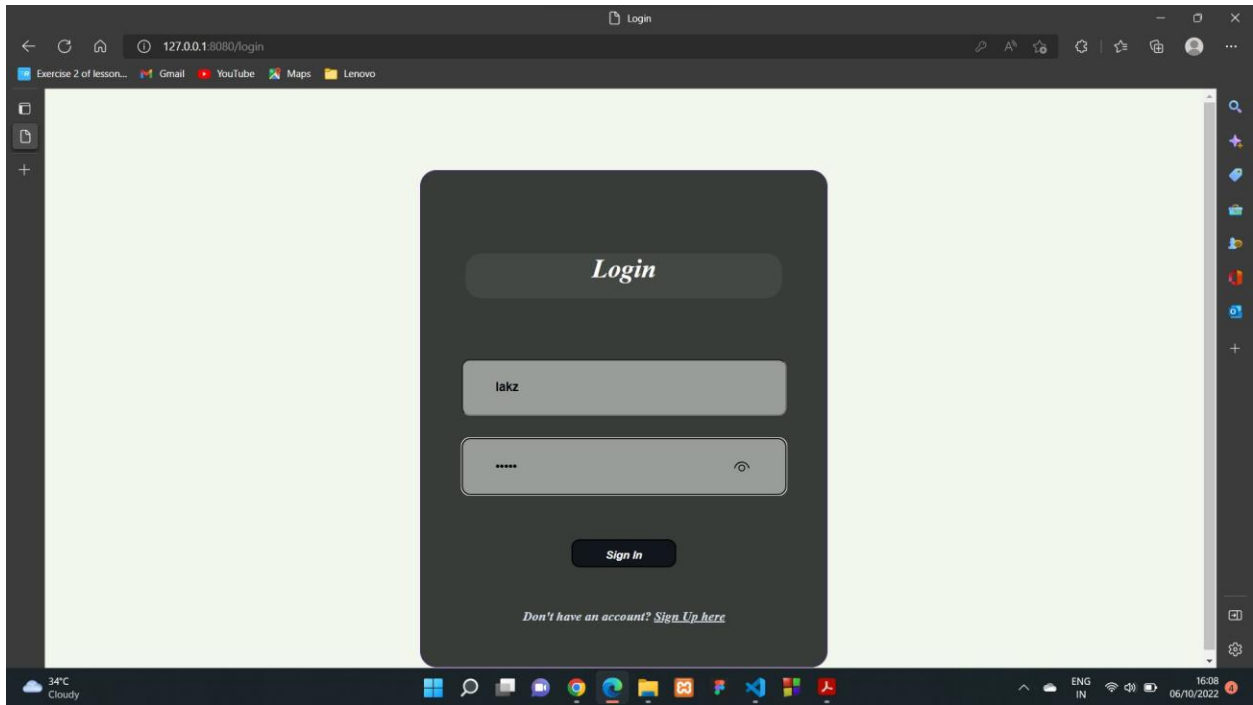 Login
127.0.0.1:8080/login
Exercise 2 of lesson... Gmail YouTube Maps Lenovo
Login
lakz
•••••
Sign In
Don't have an account? Sign Up here
34°C
Cloudy
ENG
IN
16:08
06/10/2022
4